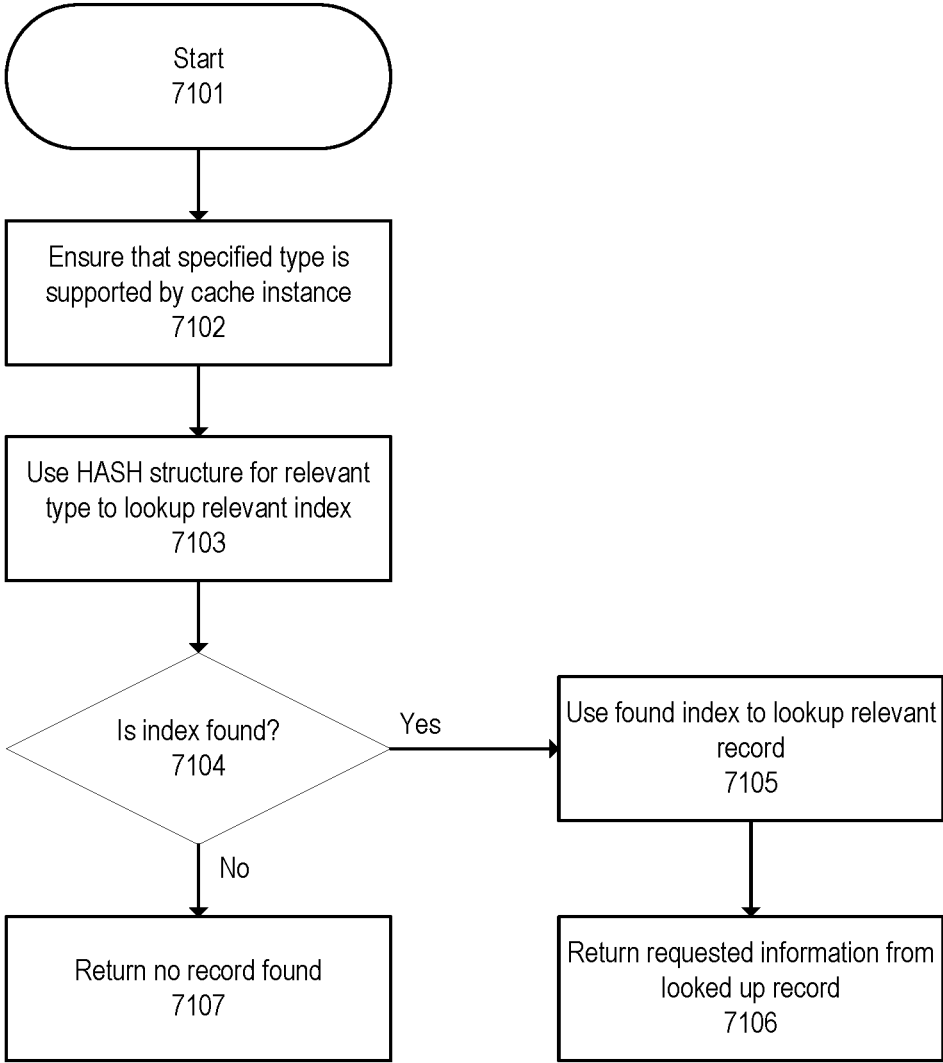 Start
7101
Ensure that specified type is
supported by cache instance
7102
Use HASH structure for relevant
type to lookup relevant index
7103
Is index found?
7104
Yes
Use found index to lookup relevant
record
7105
No
Return no record found
7107
Return requested information from
looked up record
7106